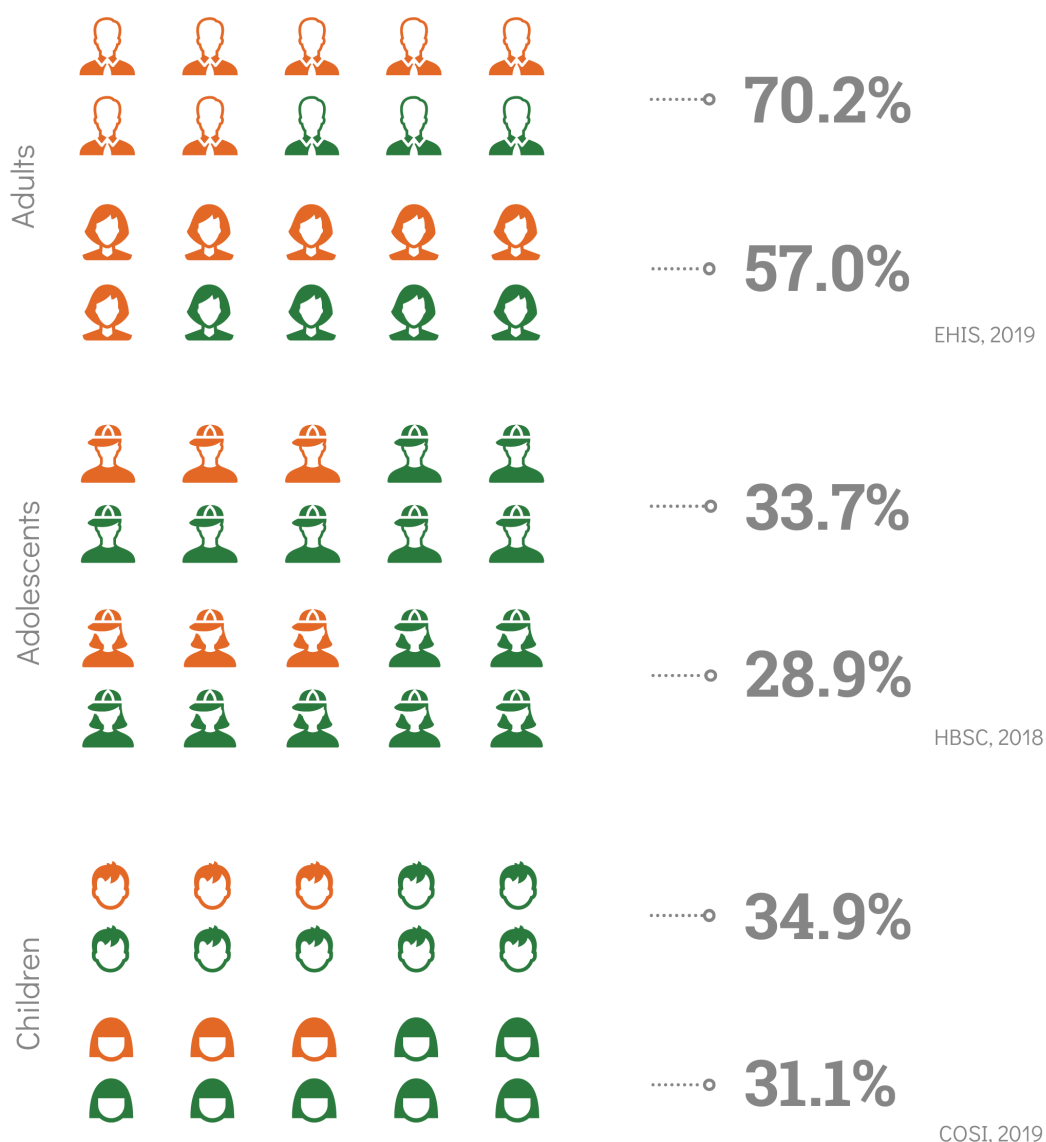 Adults
70.2%
57.0%
EHIS, 2019
Adolescents
33.7%
28.9%
HBSC, 2018
Children
34.9%
31.1%
COSI. 2019